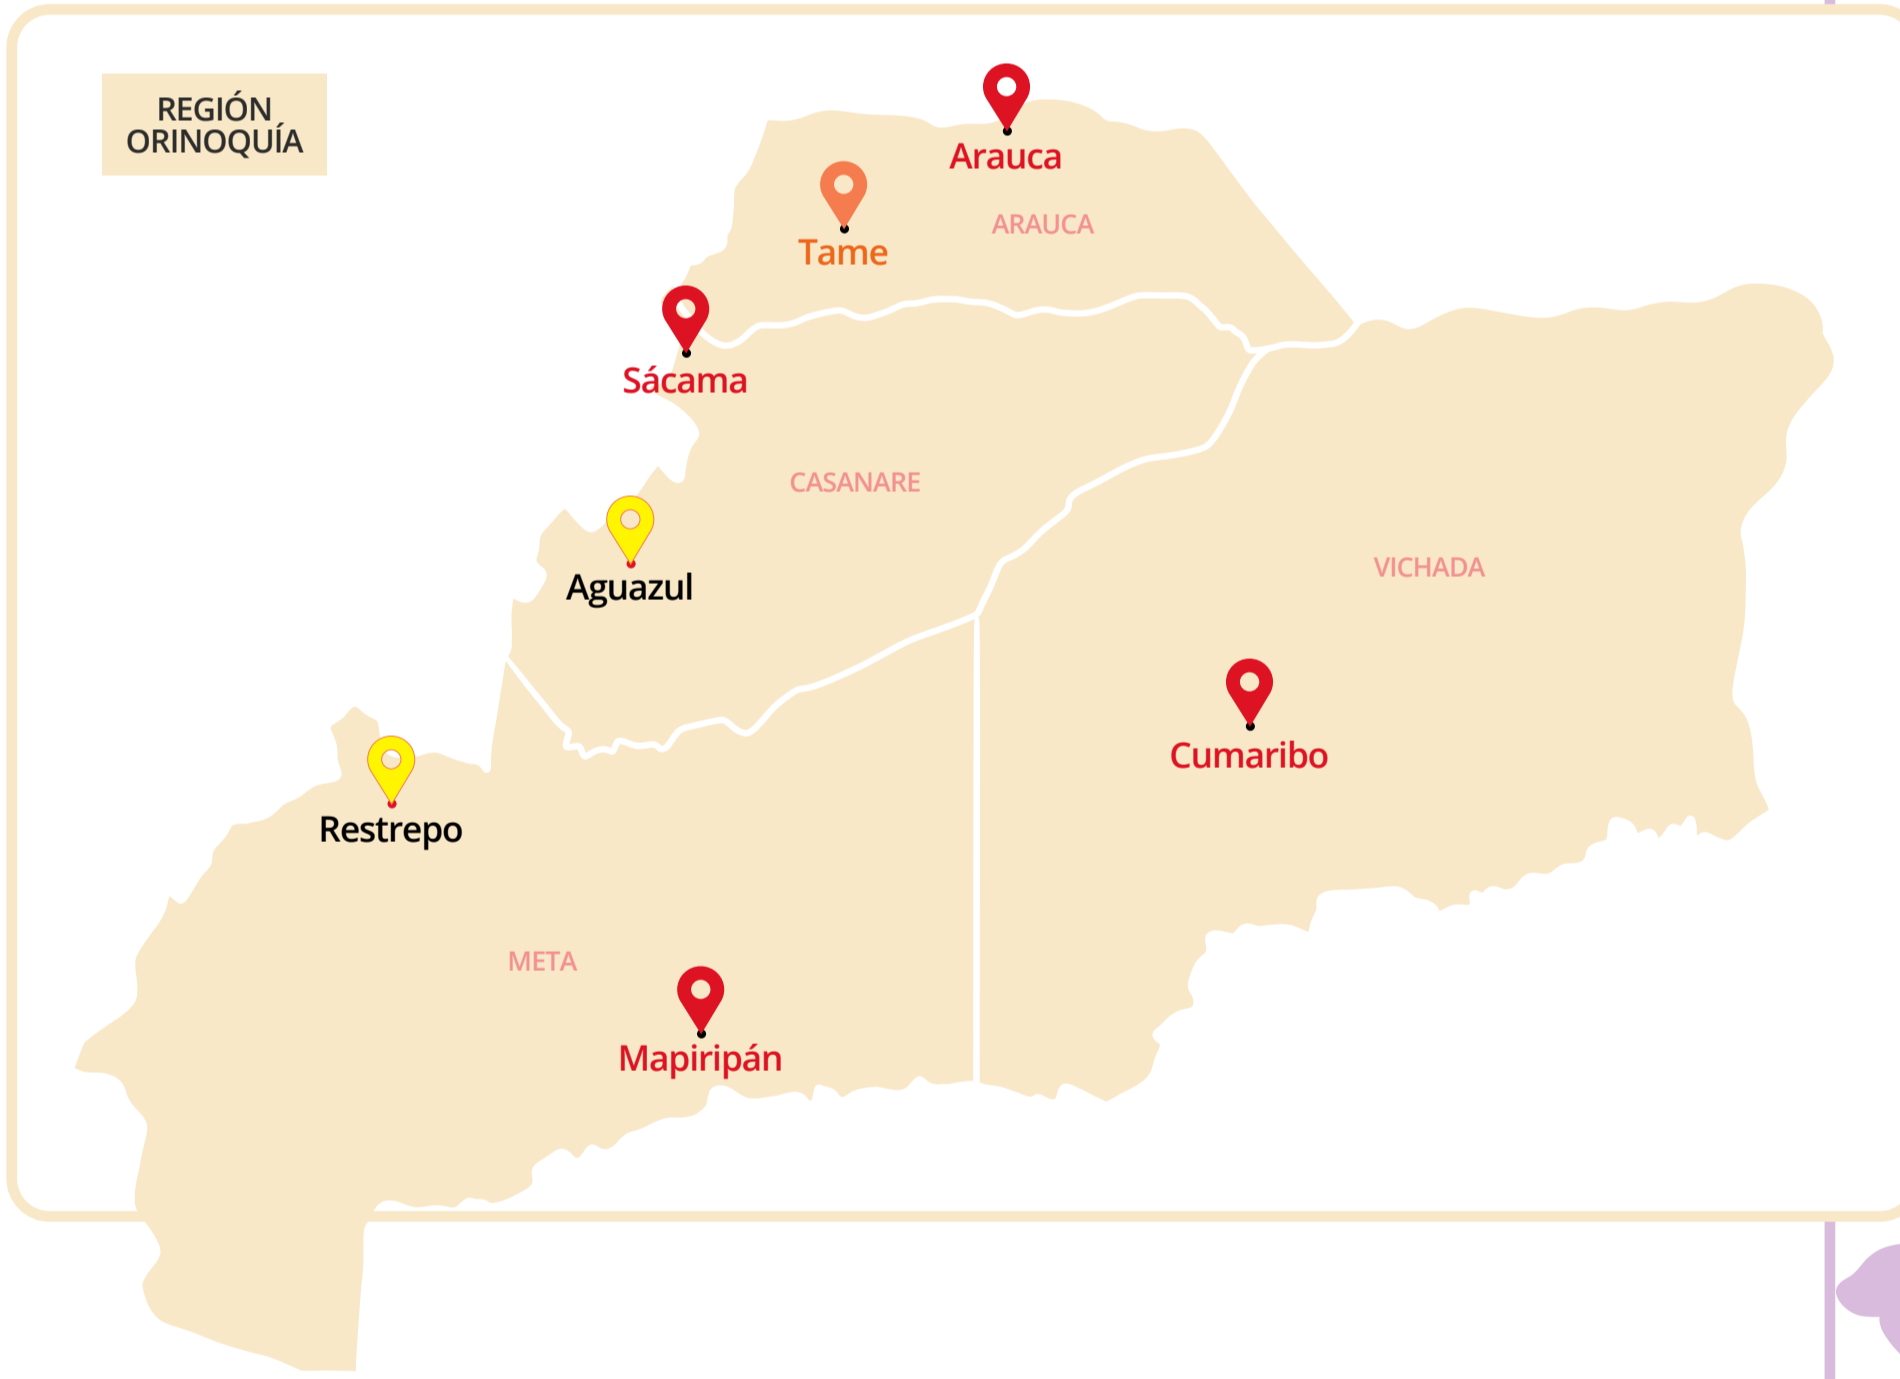 REGIÓN
ORINOQUÍA
Arauca
ARAUCA
Tame
Sácama
CASANARE
Aguazul
VICHADA
Cumaribo
Restrepo
META
Mapiripán